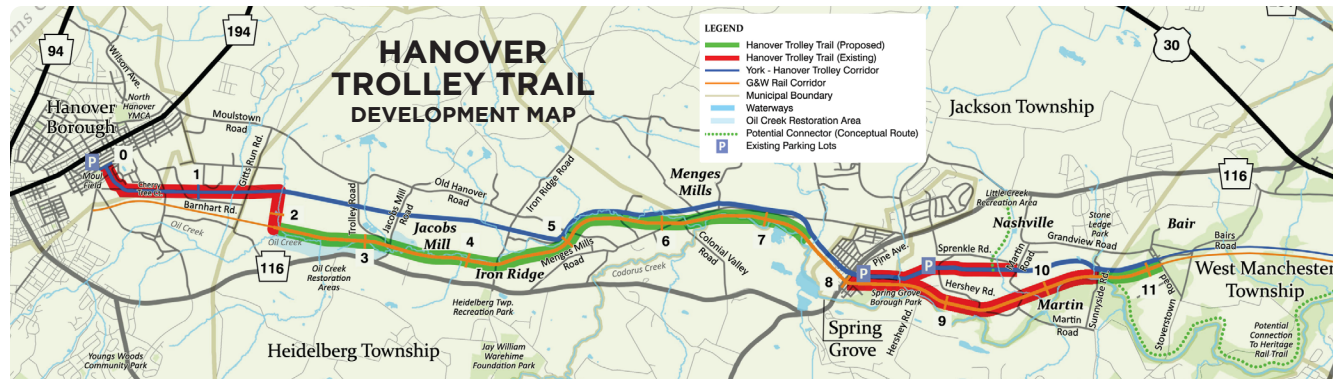 HANOVER
TROLLEY TRAIL
DEVELOPMENT MAP
LEGEND
Hanover Trolley Trail (Proposed)
Hanover Trolley Trail (Existing)
York - Hanover Trolley Corridor
G&W Rail Corridor
Municipal Boundary
Waterways
Oil Creek Restoration Area
Potential Connector (Conceptual Route)
P Existing Parking Lots
94
194
30
116
116
Wilson Ave.
North
Hanover
YMCA
Hanover
Borough
Moulstown
Road
Gitts Run Rd.
P
0
Cherry
Tree Ct.
1
Barnhart Rd.
Oil Creek
2
Oil Creek
Trolley Road
Jacobs Mill
Road
Old Hanover
Road
Iron Ridge Road
Jacobs
Mill
3
4
Iron Ridge
Oil Creek
Restoration
Areas
Heidelberg Twp.
Recreation Park
5
Menges Mills
Road
Menges
Mills
6
7
Codorus Creek
Colonial Valley
Road
Heidelberg Township
Youngs Woods
Community Park
Jay William
Warehime
Foundation Park
Jackson Township
8
P
P
Pine Ave.
Spring Grove
Borough Park
Spring
Grove
Hershey Rd.
Hershey Rd.
Sprenkle Rd.
9
Little Creek
Recreation Area
Nashville
Martin
Road
10
Stone
Ledge
Park
Grandview Road
Martin
Martin
Road
Sunnyside Rd.
Bair
Bairs
Road
11
Stoverstown
Road
West Manchester
Township
Potential
Connection
To Heritage
Rail Trail